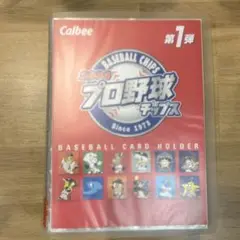 Calbee
第1弾
BASEBALL CHIPS
プロ野球
チップス
Since 1973
BASEBALL CARD HOLDER